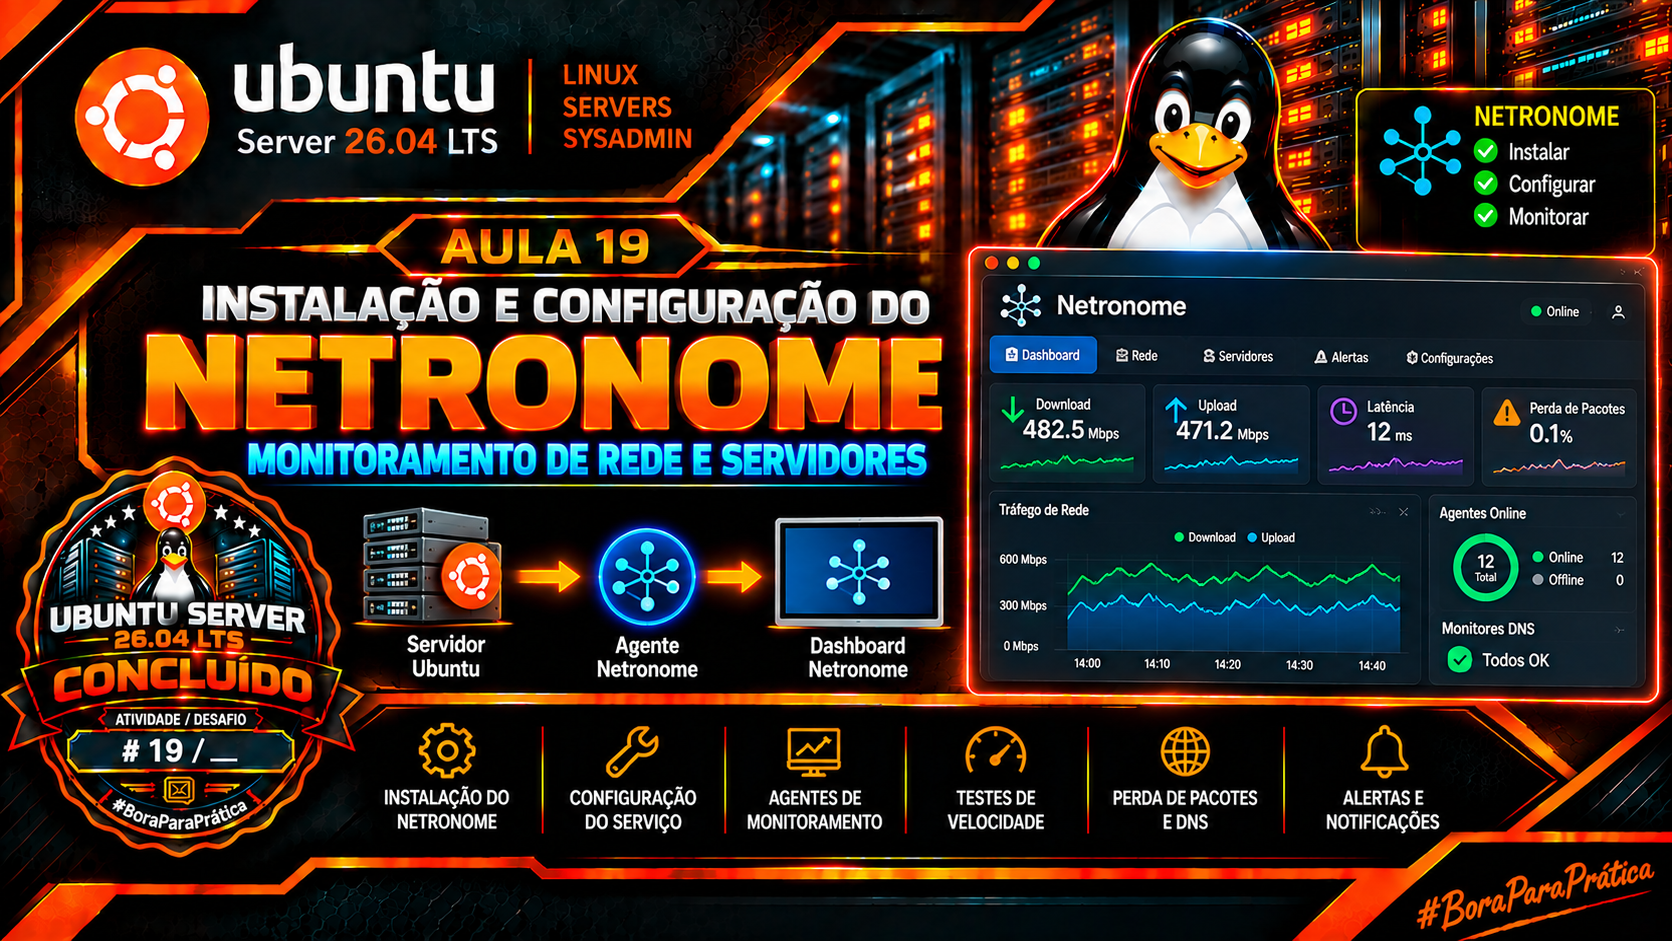 ubuntu
Server 26.04 LTS
LINUX
SERVERS
SYSADMIN
NETRONOME
Instalar
Configurar
Monitorar
AULA 19
INSTALAÇÃO E CONFIGURAÇÃO DO
NETRONOME
MONITORAMENTO DE REDE E SERVIDORES
Servidor
Ubuntu
Agente
Netronome
Dashboard
Netronome
Netronome
Online
Dashboard
Rede
Servidores
Alertas
Configurações
Download
482.5 Mbps
Upload
471.2 Mbps
Latência
12 ms
Perda de Pacotes
0.1%
Tráfego de Rede
Download
Upload
600 Mbps
300 Mbps
0 Mbps
14:00
14:10
14:20
14:30
14:40
Agentes Online
12
Total
Online 12
Offline 0
Monitores DNS
Todos OK
UBUNTU SERVER
26.04 LTS
CONCLUÍDO
ATIVIDADE / DESAFIO
# 19 / __
#BoraParaPrática
INSTALAÇÃO DO
NETRONOME
CONFIGURAÇÃO
DO SERVIÇO
AGENTES DE
MONITORAMENTO
TESTES DE
VELOCIDADE
PERDA DE PACOTES
E DNS
ALERTAS E
NOTIFICAÇÕES
#BoraParaPrática